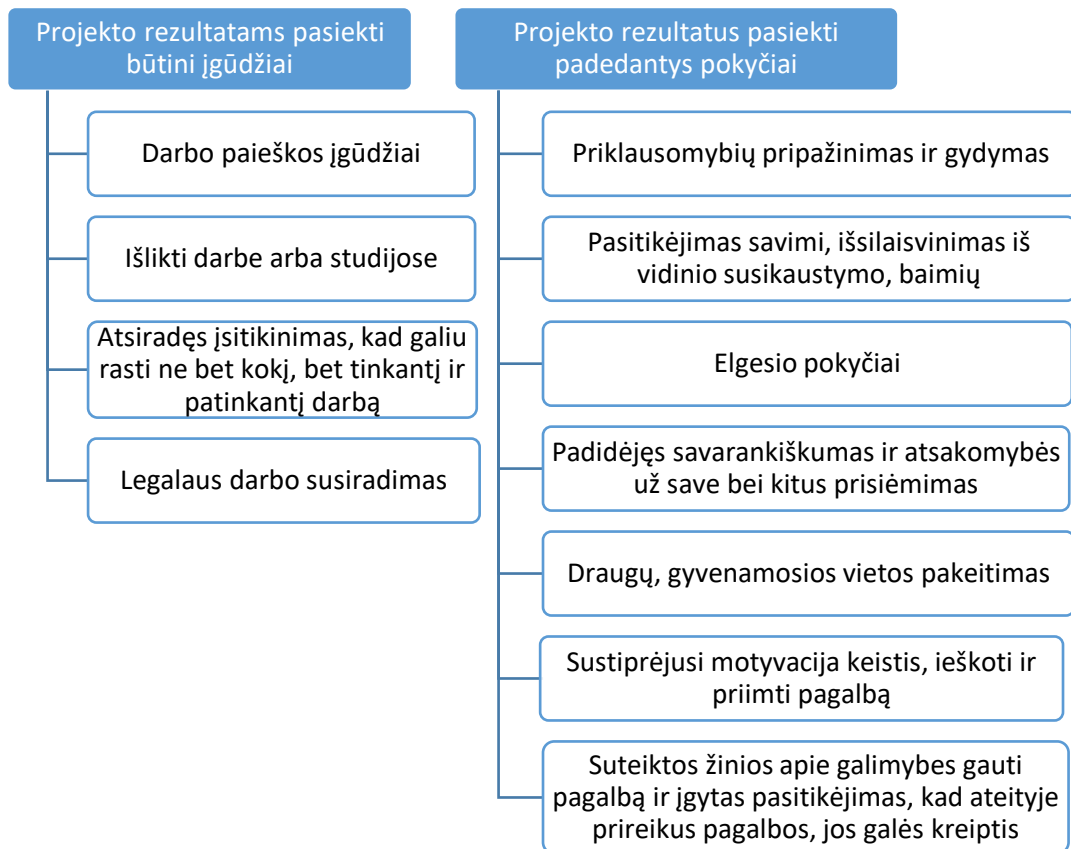 Projekto rezultatams pasiekti
būtini įgūdžiai
Darbo paieškos įgūdžiai
Išlikti darbe arba studijose
Atsiradęs įsitikinimas, kad galiu
rasti ne bet kokį, bet tinkantį ir
patinkantį darbą
Legalaus darbo susiradimas
Projekto rezultatus pasiekti
padedantys pokyčiai
Priklausomybių pripažinimas ir gydymas
Pasitikėjimas savimi, išsilaisvinimas iš
vidinio susikaustymo, baimių
Elgesio pokyčiai
Padidėjęs savarankiškumas ir atsakomybės
už save bei kitus prisiėmimas
Draugų, gyvenamosios vietos pakeitimas
Sustiprėjusi motyvacija keistis, ieškoti ir
priimti pagalbą
Suteiktos žinios apie galimybes gauti
pagalbą ir įgytas pasitikėjimas, kad ateityje
prireikus pagalbos, jos galės kreiptis